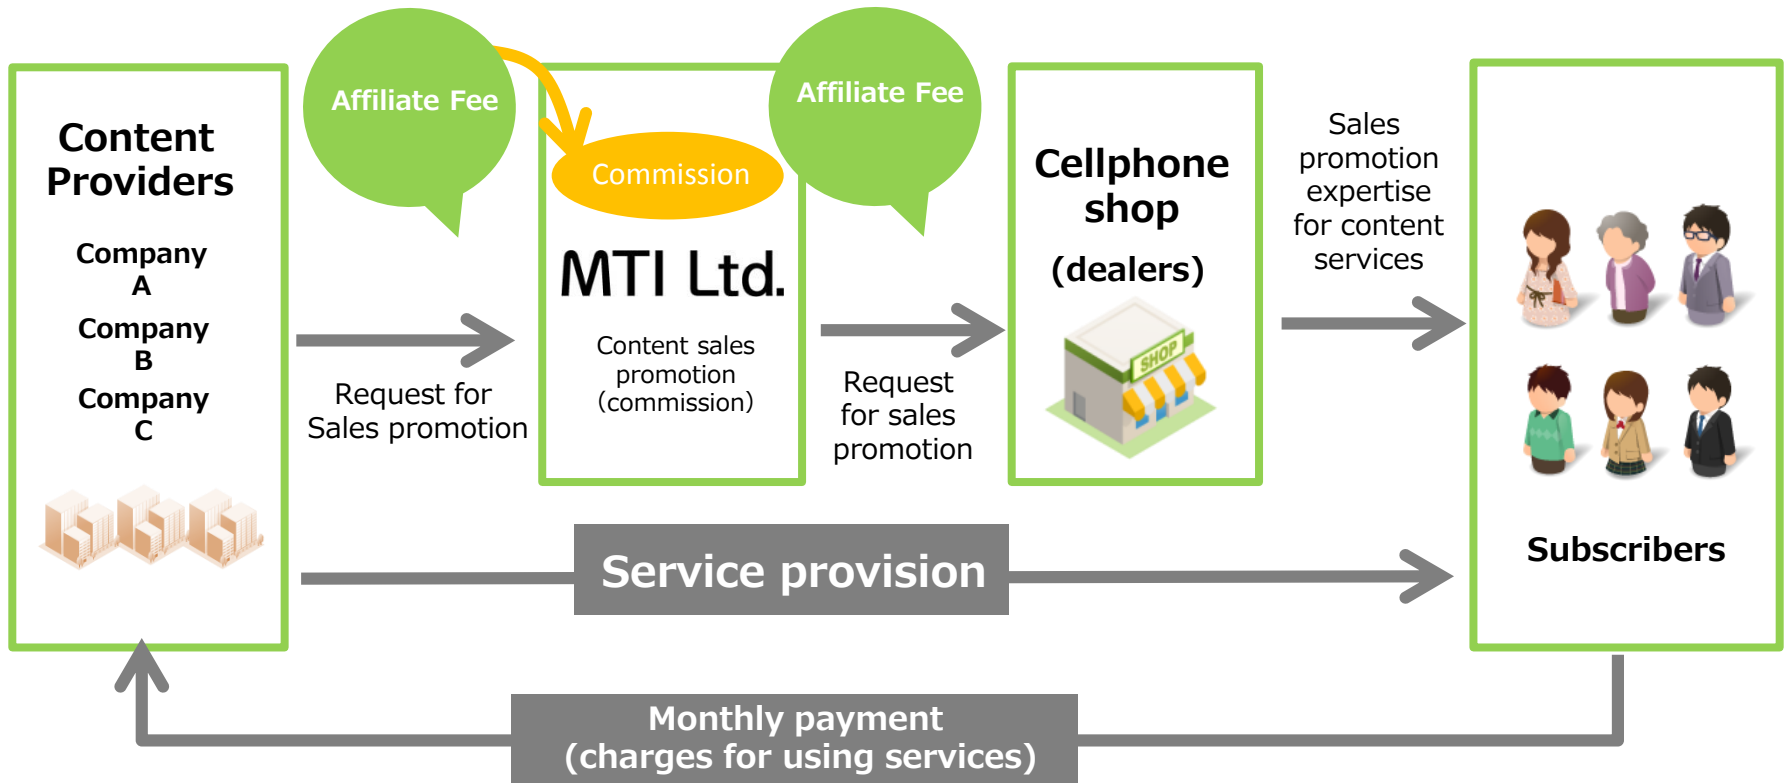 Content
Providers
Company
A
Company
B
Company
C
Affiliate Fee
Request for
Sales promotion
Commission
MTI Ltd.
Content sales
promotion
(commission)
Affiliate Fee
Request
for sales
promotion
Cellphone
shop
(dealers)
SHOP
Sales
promotion
expertise
for content
services
Subscribers
Service provision
Monthly payment
(charges for using services)